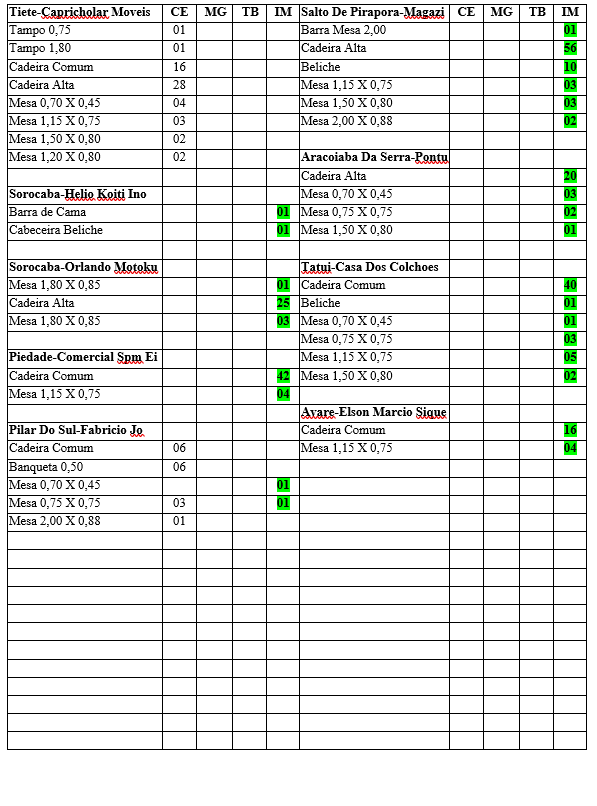 Tiete-Capricholar Moveis CE MG TB IM Salto De Pirapora-Magazi CE MG TB IM
Tampo 0,75 01 Barra Mesa 2,00 01
Tampo 1,80 01 Cadeira Alta 56
Cadeira Comum 16 Beliche 10
Cadeira Alta 28 Mesa 1,15 X 0,75 03
Mesa 0,70 X 0,45 04 Mesa 1,50 X 0,80 03
Mesa 1,15 X 0,75 03 Mesa 2,00 X 0,88 02
Mesa 1,50 X 0,80 02
Mesa 1,20 X 0,80 02 Aracoiaba Da Serra-Pontu
Cadeira Alta 20
Sorocaba-Helio Koiti Ino Mesa 0,70 X 0,45 03
Barra de Cama 01 Mesa 0,75 X 0,75 02
Cabeceira Beliche 01 Mesa 1,50 X 0,80 01
Sorocaba-Orlando Motoku Tatui-Casa Dos Colchoes
Mesa 1,80 X 0,85 01 Cadeira Comum 40
Cadeira Alta 25 Beliche 01
Mesa 1,80 X 0,85 03 Mesa 0,70 X 0,45 01
Mesa 0,75 X 0,75 03
Piedade-Comercial Spm Ei Mesa 1,15 X 0,75 05
Cadeira Comum 42 Mesa 1,50 X 0,80 02
Mesa 1,15 X 0,75 04
Avare-Elson Marcio Sique
Pilar Do Sul-Fabricio Jo Cadeira Comum 16
Cadeira Comum 06 Mesa 1,15 X 0,75 04
Banqueta 0,50 06
Mesa 0,70 X 0,45 01
Mesa 0,75 X 0,75 03 01
Mesa 2,00 X 0,88 01